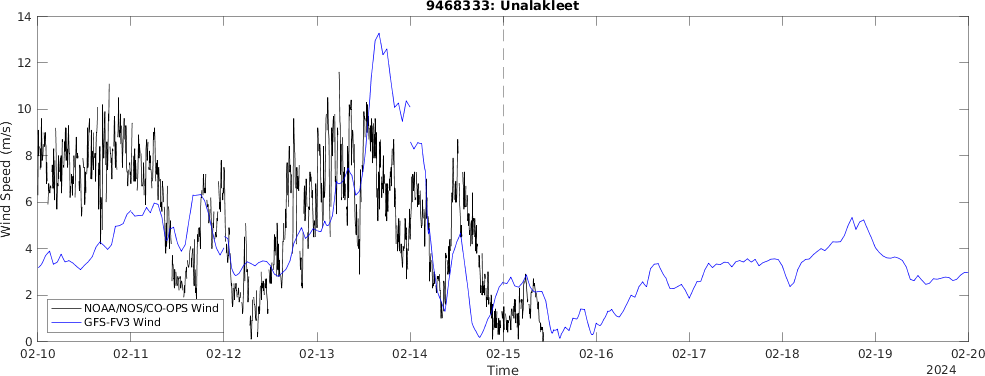 9468333: Unalakleet
14
12
10
8
6
4
2
0
Wind Speed (m/s)
NOAA/NOS/CO-OPS Wind
GFS-FV3 Wind
02-10 02-11 02-12 02-13 02-14 02-15 02-16 02-17 02-18 02-19 02-20
Time
2024